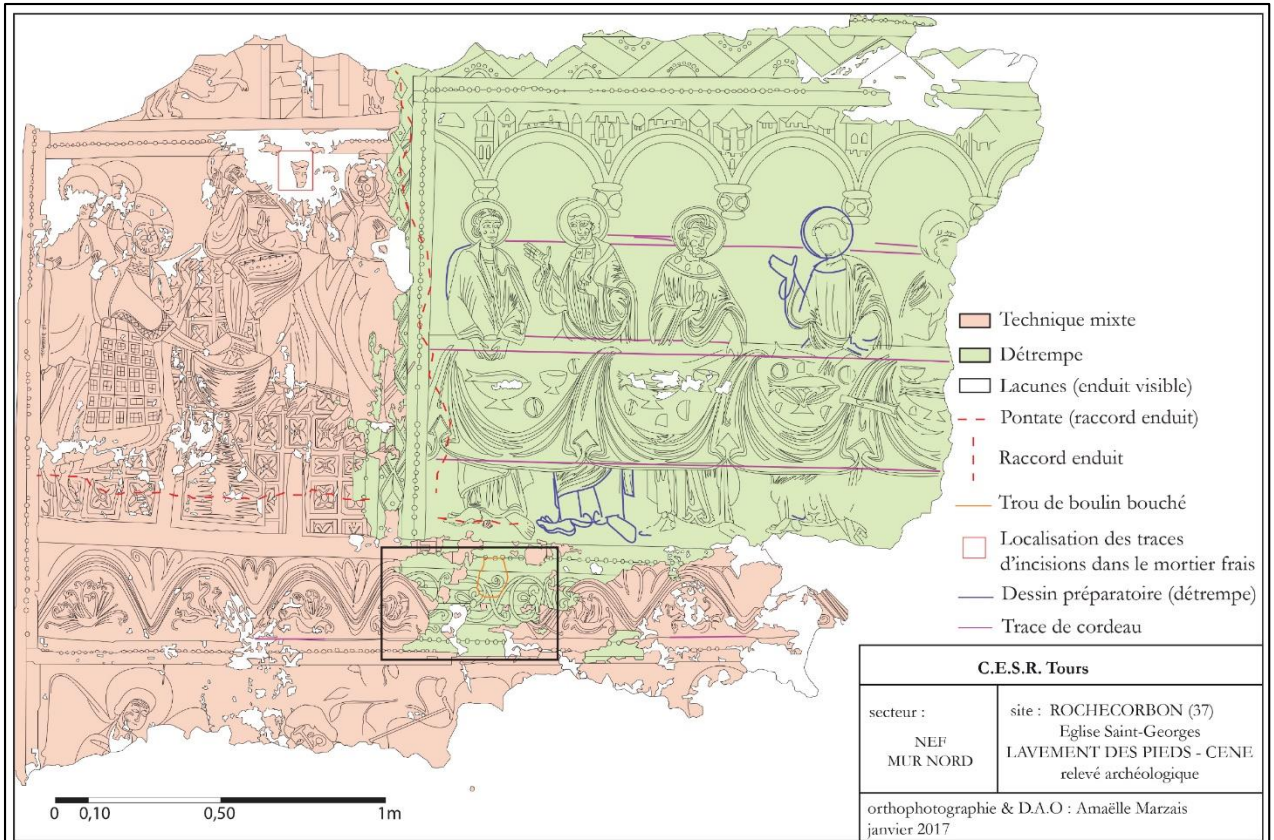 Technique mixte
Détrempe
Lacunes (enduit visible)
Pontate (raccord enduit)
Raccord enduit
Trou de boulin bouché
Localisation des traces
d'incisions dans le mortier frais
Dessin préparatoire (détrempe)
Trace de cordeau
C.E.S.R. Tours
secteur :
NEF
MUR NORD
site : ROCHECORBON (37)
Eglise Saint-Georges
LAVEMENT DES PIEDS - CENE
relevé archéologique
orthophotographie & D.A.O : Amaëlle Marzais
janvier 2017
0 0,10 0,50 1m